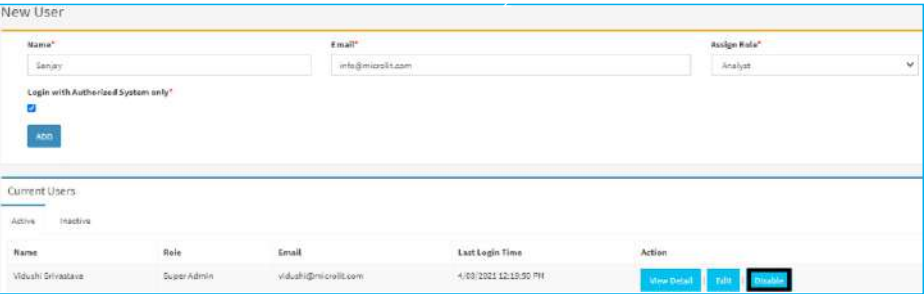 New User
Name* Email* Assign Role*
Sanjay info@microlit.com Analyst
Login with Authorized System only*
ADD
Current Users
Active Inactive
Name Role Email Last Login Time Action
Vidushi Srivastava Super Admin vidushi@microlit.com 4/03/2021 12:19:50 PM View Detail | Edit | Disable